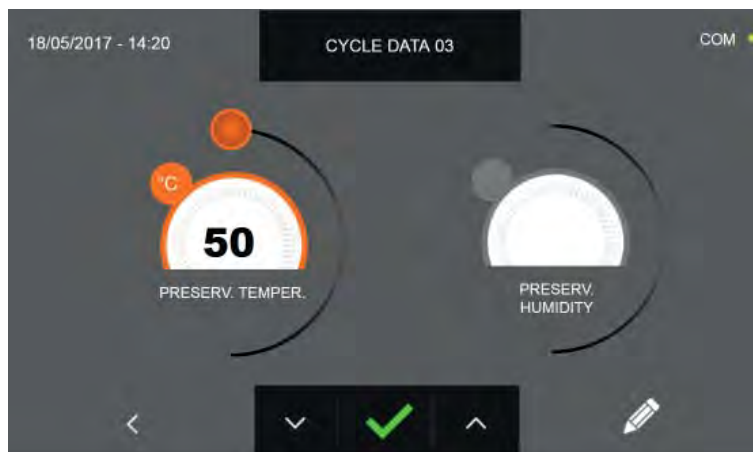 18/05/2017 - 14:20
CYCLE DATA 03
COM
°C
50
PRESERV. TEMPER.
PRESERV.
HUMIDITY